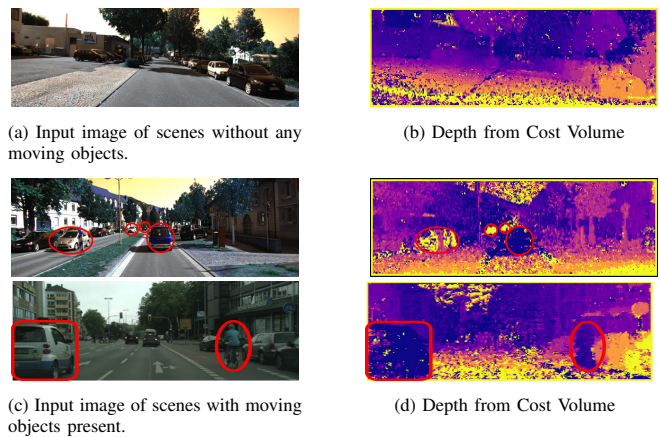 (a) Input image of scenes without any
moving objects.
(b) Depth from Cost Volume
(c) Input image of scenes with moving
objects present.
(d) Depth from Cost Volume